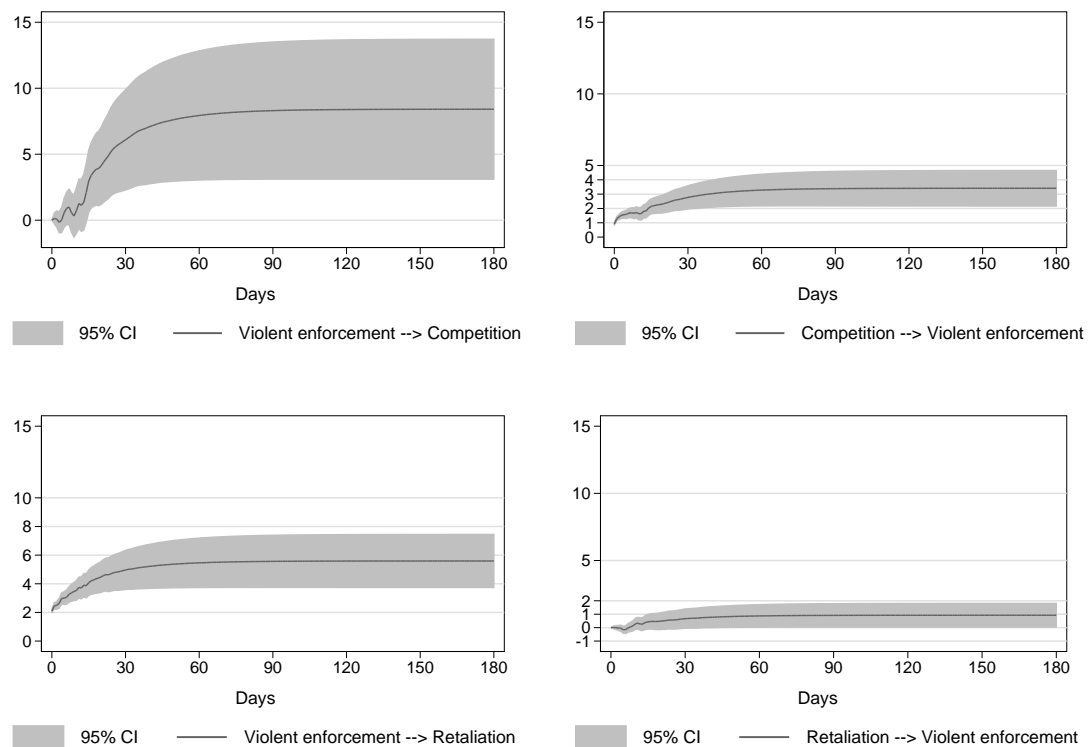 15
10
5
0
0 30 60 90 120 150 180
Days
95% CI Violent enforcement --> Competition
15
10
5
4
3
2
1
0
0 30 60 90 120 150 180
Days
95% CI Competition --> Violent enforcement
15
10
8
6
4
2
0
0 30 60 90 120 150 180
Days
95% CI Violent enforcement --> Retaliation
15
10
5
2
1
0
-1
0 30 60 90 120 150 180
Days
95% CI Retaliation --> Violent enforcement